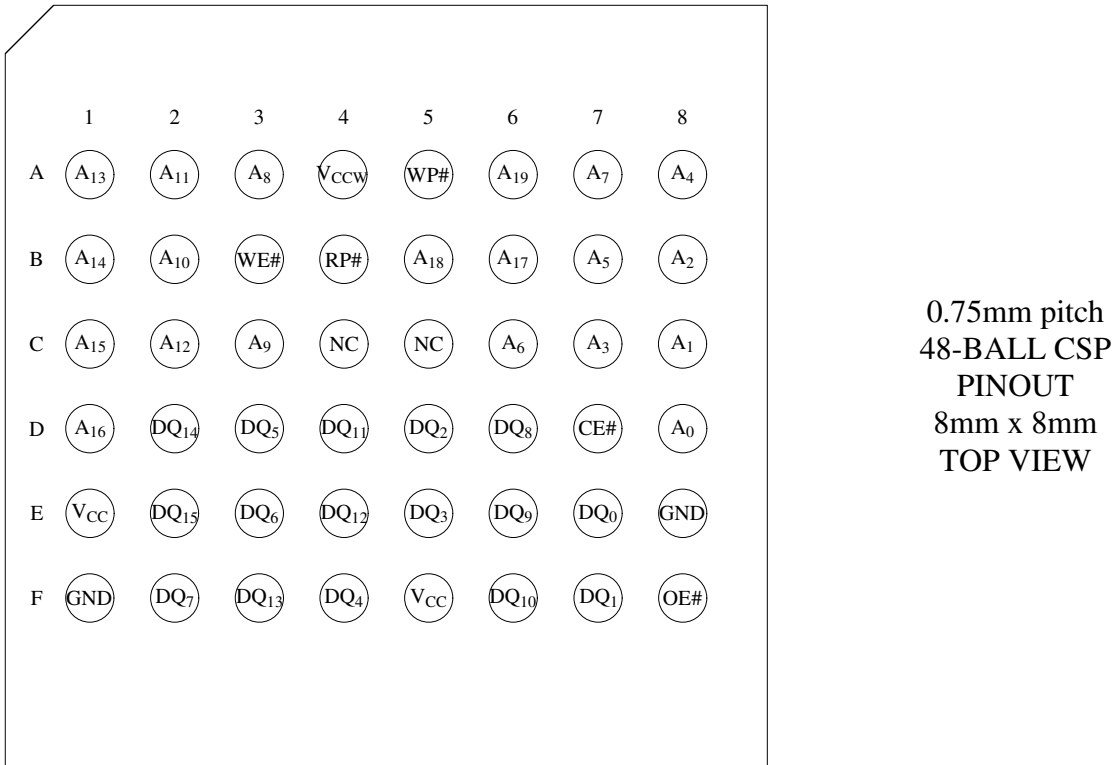 1 2 3 4 5 6 7 8
A A13 A11 A8 VCCW WP# A19 A7 A4
B A14 A10 WE# RP# A18 A17 A5 A2
C A15 A12 A9 NC NC A6 A3 A1
D A16 DQ14 DQ5 DQ11 DQ2 DQ8 CE# A0
E VCC DQ15 DQ6 DQ12 DQ3 DQ9 DQ0 GND
F GND DQ7 DQ13 DQ4 VCC DQ10 DQ1 OE#
0.75mm pitch
48-BALL CSP
PINOUT
8mm x 8mm
TOP VIEW